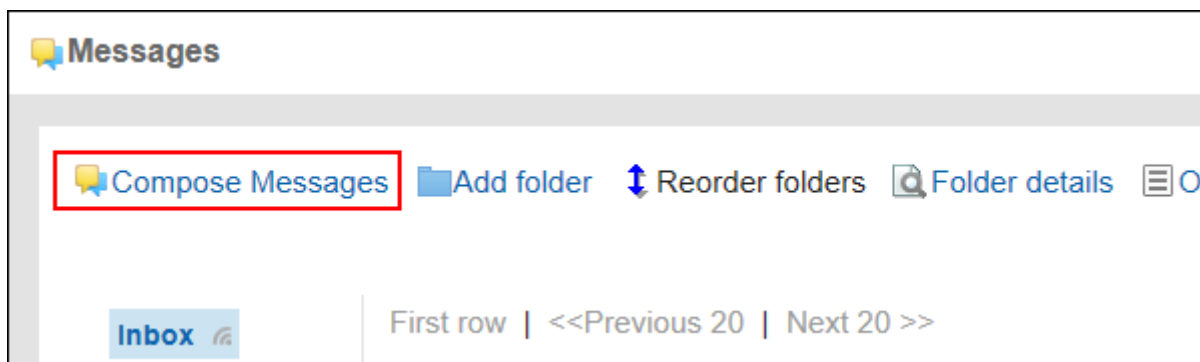 Messages
Compose Messages Add folder Reorder folders Folder details O
Inbox First row | <<Previous 20 | Next 20 >>